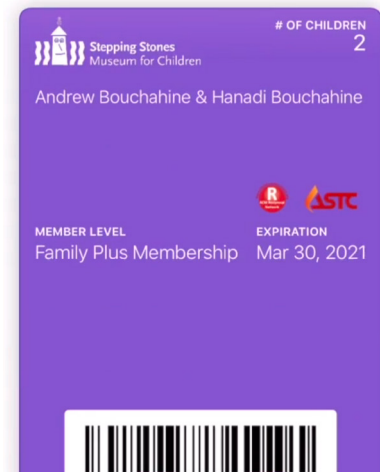 # OF CHILDREN
2
Stepping Stones
Museum for Children
Andrew Bouchahine & Hanadi Bouchahine
R
ASTC
MEMBER LEVEL
Family Plus Membership
EXPIRATION
Mar 30, 2021